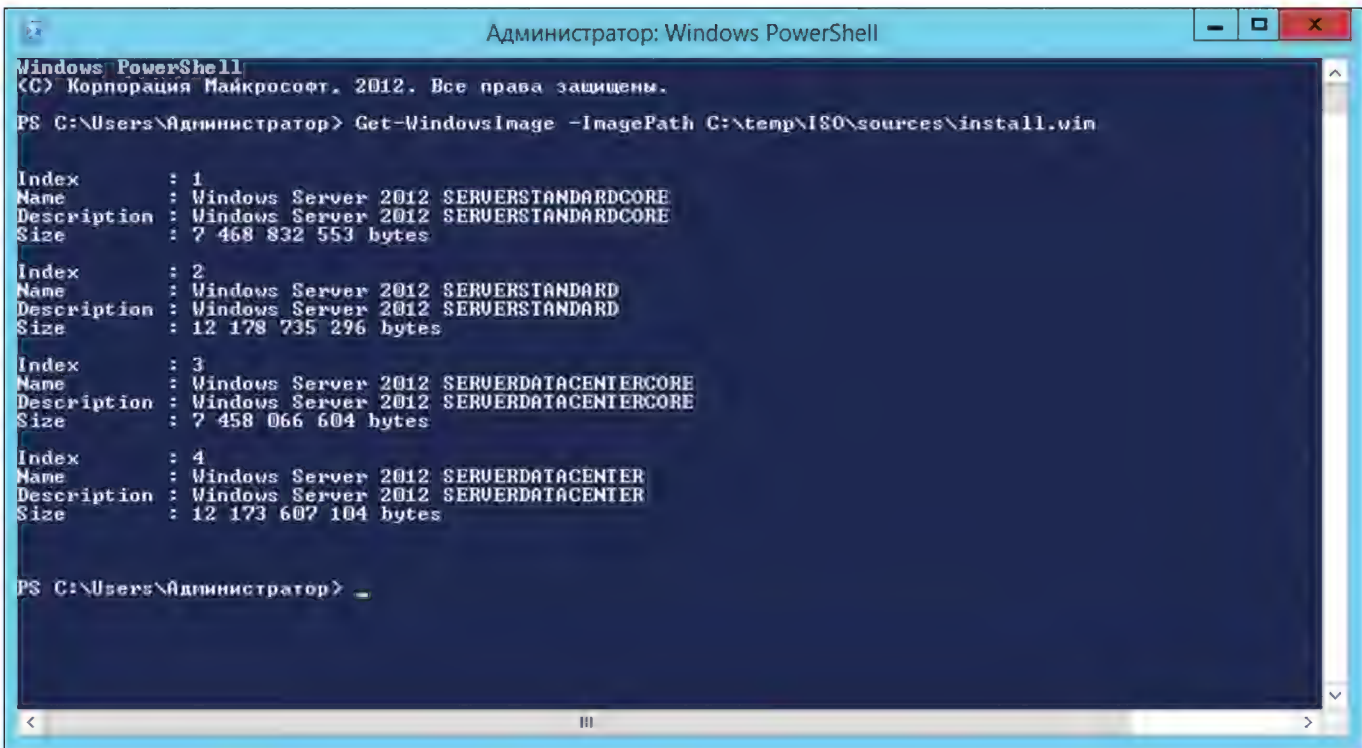 Администратор: Windows PowerShell
Windows PowerShell
(C) Корпорация Майкрософт, 2012. Все права защищены.
PS C:\Users\Администратор> Get-WindowsImage -ImagePath C:\temp\ISO\sources\install.wim
Index : 1
Name : Windows Server 2012 SERVERSTANDARDCORE
Description : Windows Server 2012 SERVERSTANDARDCORE
Size : 7 468 832 553 bytes
Index : 2
Name : Windows Server 2012 SERVERSTANDARD
Description : Windows Server 2012 SERVERSTANDARD
Size : 12 178 735 296 bytes
Index : 3
Name : Windows Server 2012 SERVERDATACENTERCORE
Description : Windows Server 2012 SERVERDATACENTERCORE
Size : 7 458 066 604 bytes
Index : 4
Name : Windows Server 2012 SERVERDATACENTER
Description : Windows Server 2012 SERVERDATACENTER
Size : 12 173 607 104 bytes
PS C:\Users\Администратор> _